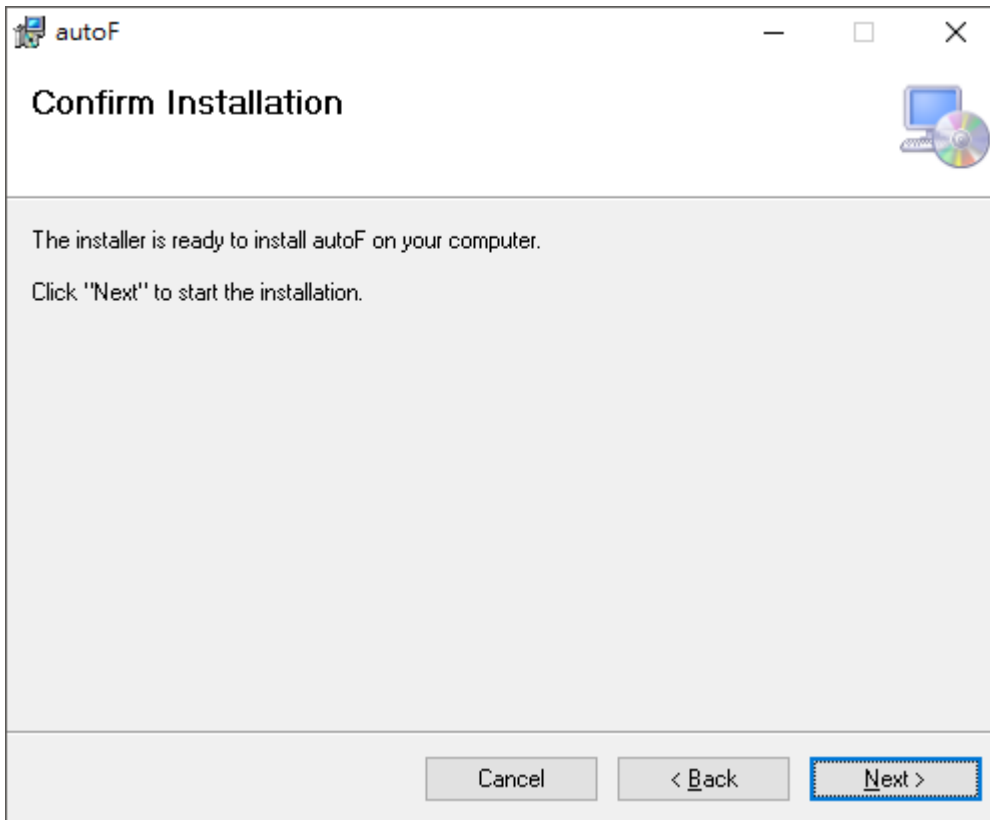 autoF
Confirm Installation
The installer is ready to install autoF on your computer.
Click "Next" to start the installation.
Cancel
< Back
Next >